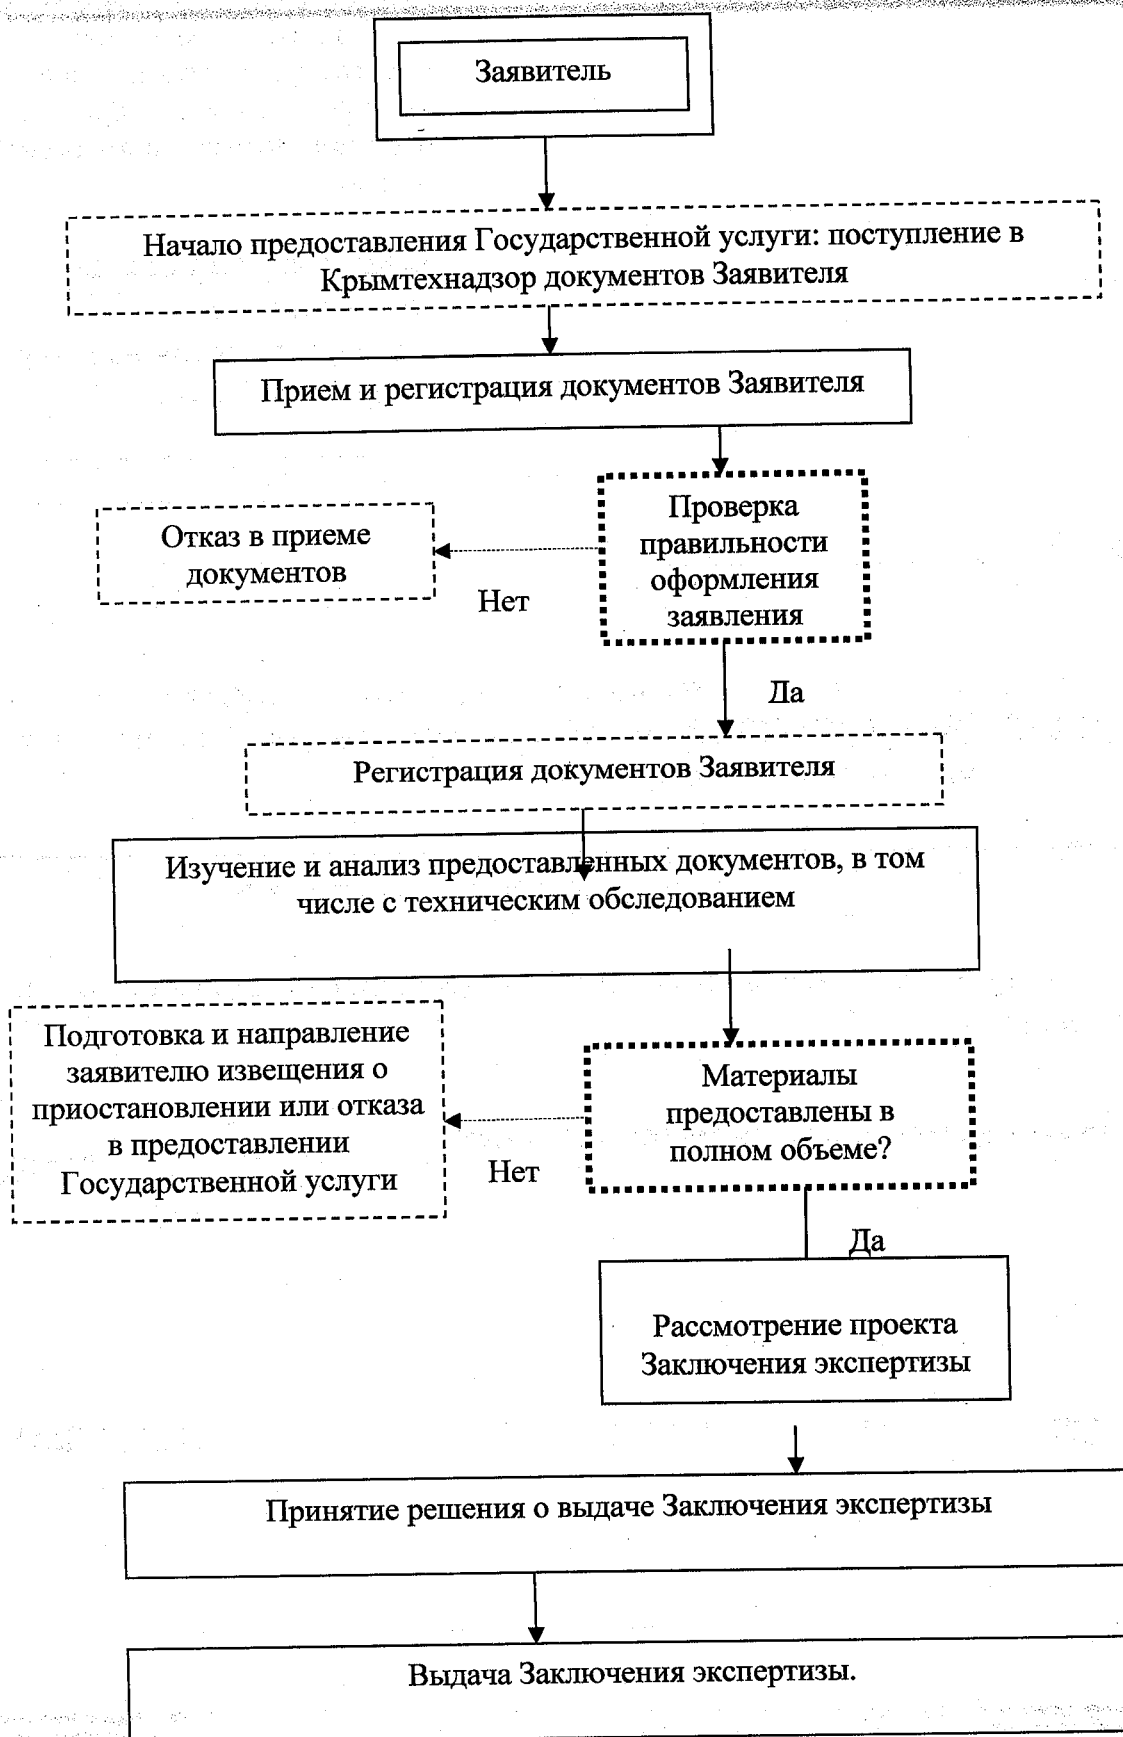 Заявитель
Начало предоставления Государственной услуги: поступление в
Крымтехнадзор документов Заявителя
Прием и регистрация документов Заявителя
Проверка
правильности
оформления
заявления
Отказ в приеме
документов
Нет
Да
Регистрация документов Заявителя
Изучение и анализ предоставленных документов, в том
числе с техническим обследованием
Материалы
предоставлены в
полном объеме?
Подготовка и направление
заявителю извещения о
приостановлении или отказа
в предоставлении
Государственной услуги
Нет
Да
Рассмотрение проекта
Заключения экспертизы
Принятие решения о выдаче Заключения экспертизы
Выдача Заключения экспертизы.